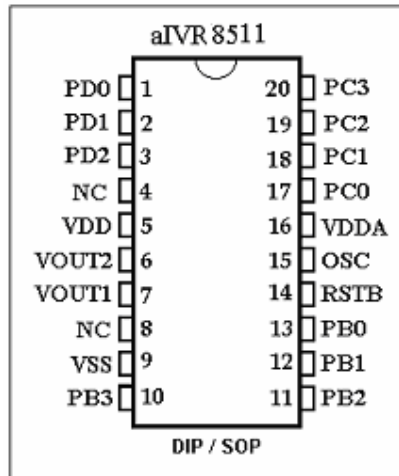 aIVR8511
PD0 1 20 PC3
PD1 2 19 PC2
PD2 3 18 PC1
NC 4 17 PC0
VDD 5 16 VDDA
VOUT2 6 15 OSC
VOUT1 7 14 RSTB
NC 8 13 PB0
VSS 9 12 PB1
PB3 10 11 PB2
DIP / SOP